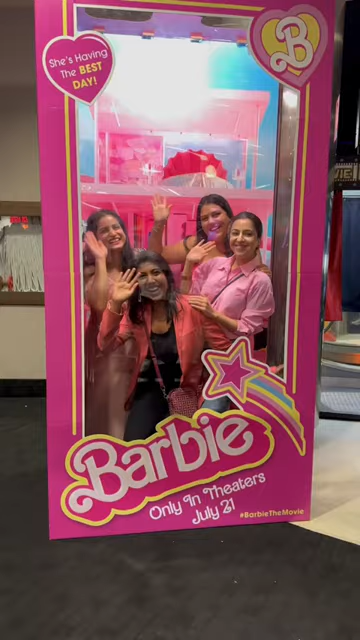 She's Having
The BEST
DAY!
B
Barbie
Only In Theaters
July 21
#BarbieTheMovie